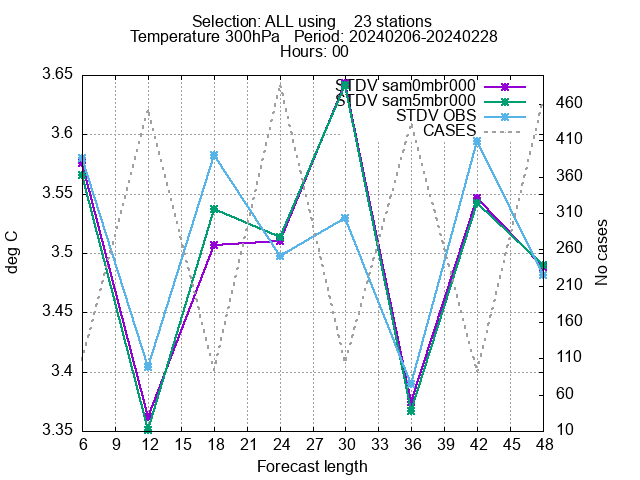 Selection: ALL using    23 stations
Temperature 300hPa   Period: 20240206-20240228
Hours: 00
STDV sam0mbr000
STDV sam5mbr000
STDV OBS
CASES
3.65
3.6
3.55
3.5
3.45
3.4
3.35
deg C
460
410
360
310
260
210
160
110
60
10
No cases
6 9 12 15 18 21 24 27 30 33 36 39 42 45 48
Forecast length